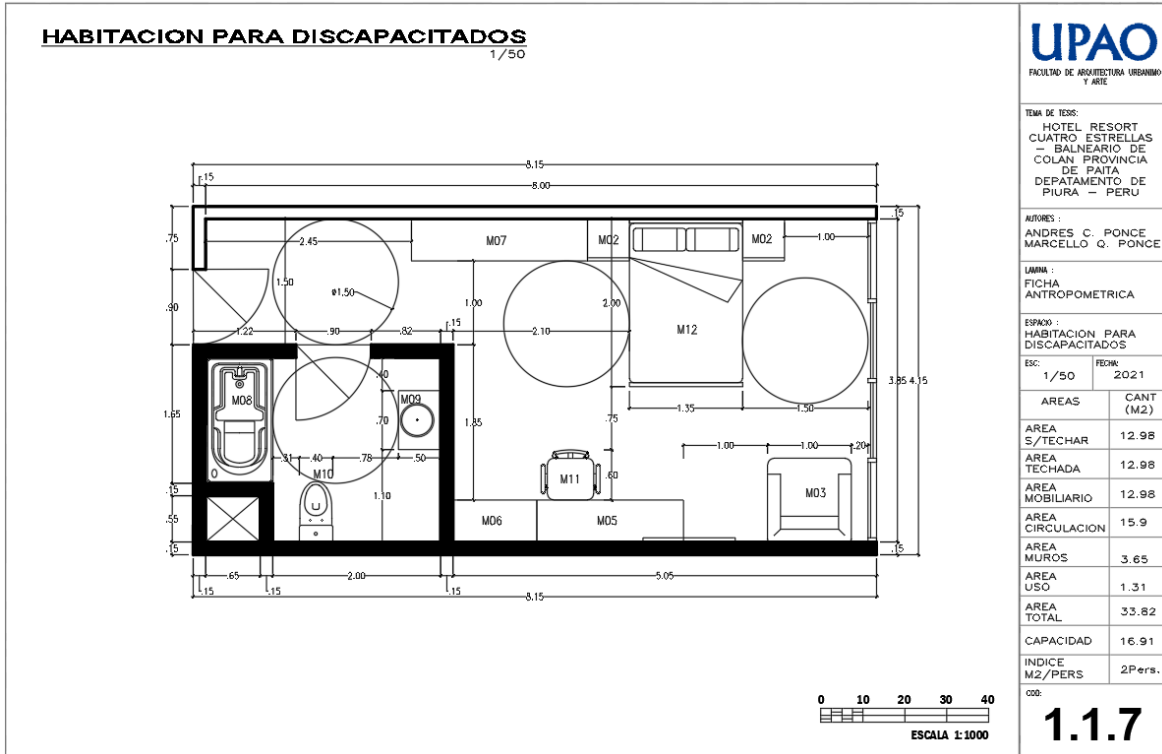 HABITACION PARA DISCAPACITADOS
1/50
8.15
8.00
.15
.15
.75
2.45
M07
M02
M02
1.00
1.50
ø1.50
1.00
2.00
.90
1.22
.90
.82
.15
2.10
M12
3.85 4.15
.40
M08
M09
1.35
1.50
1.65
.70
1.85
.75
1.00
1.00
.20
.31
.40
.78
.50
M10
M11
.60
M03
.15
1.10
.55
M06
M05
.15
.15
.65
2.00
5.05
.15
.15
.15
8.15
0 10 20 30 40
ESCALA 1:1000
UPAO
FACULTAD DE ARQUITECTURA URBANIMO
Y ARTE
TEMA DE TESIS:
HOTEL RESORT
CUATRO ESTRELLAS
– BALNEARIO DE
COLAN PROVINCIA
DE PAITA
DEPATAMENTO DE
PIURA – PERU
AUTORES :
ANDRES C. PONCE
MARCELLO Q. PONCE
LAMINA :
FICHA
ANTROPOMETRICA
ESPACIO :
HABITACION PARA
DISCAPACITADOS
ESC: FECHA:
1/50 2021
AREAS CANT
(M2)
AREA
S/TECHAR 12.98
AREA
TECHADA 12.98
AREA
MOBILIARIO 12.98
AREA
CIRCULACION 15.9
AREA
MUROS 3.65
AREA
USO 1.31
AREA
TOTAL 33.82
CAPACIDAD 16.91
INDICE
M2/PERS 2Pers.
COD:
1.1.7